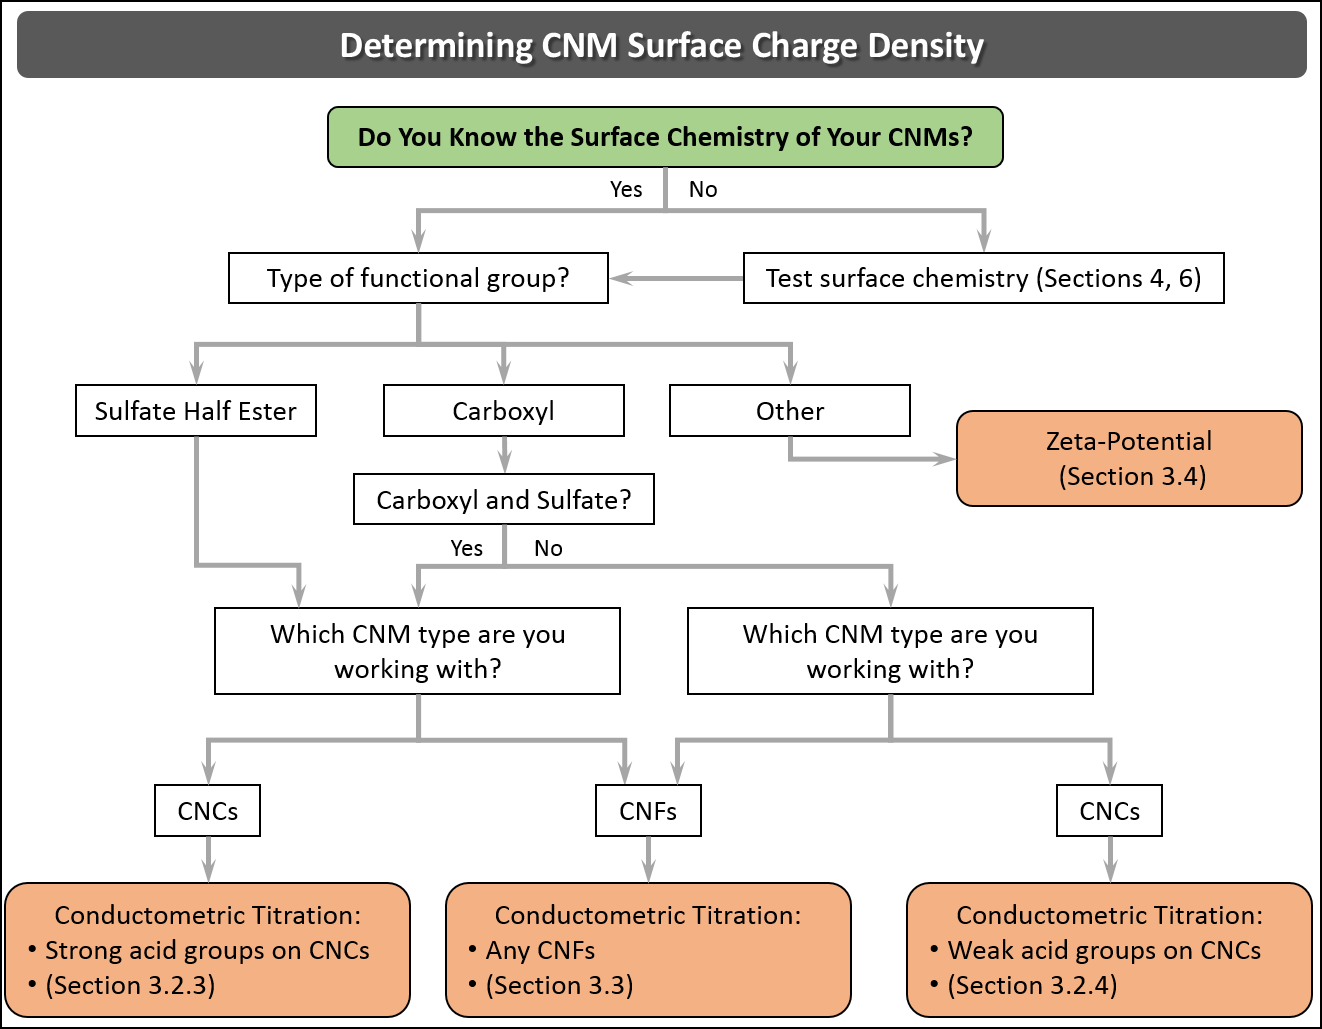 Determining CNM Surface Charge Density
Do You Know the Surface Chemistry of Your CNMs?
Yes
No
Type of functional group?
Test surface chemistry (Sections 4, 6)
Sulfate Half Ester
Carboxyl
Other
Zeta-Potential
(Section 3.4)
Carboxyl and Sulfate?
Yes
No
Which CNM type are you
working with?
Which CNM type are you
working with?
CNCs
CNFs
CNCs
Conductometric Titration:
• Strong acid groups on CNCs
• (Section 3.2.3)
Conductometric Titration:
• Any CNFs
• (Section 3.3)
Conductometric Titration:
• Weak acid groups on CNCs
• (Section 3.2.4)